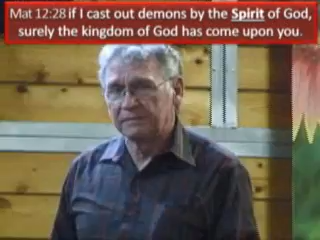 Mat 12:28 if I cast out demons by the Spirit of God,
surely the kingdom of God has come upon you.